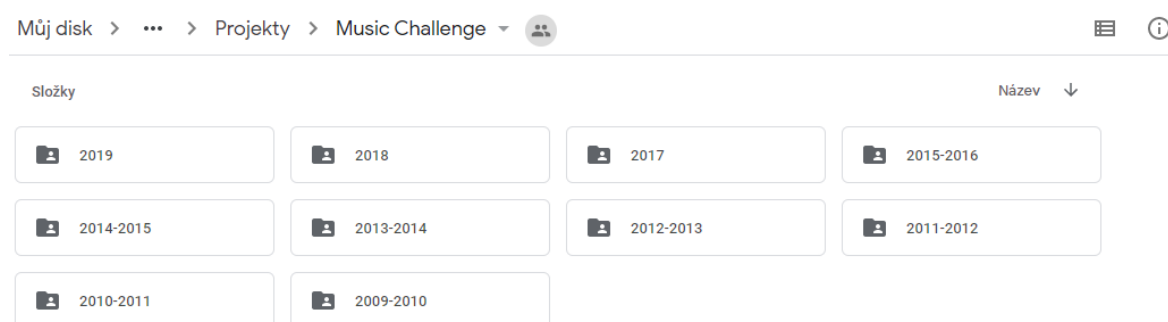 Můj disk > ••• > Projekty > Music Challenge
Složky Název
2019 2018 2017 2015-2016
2014-2015 2013-2014 2012-2013 2011-2012
2010-2011 2009-2010